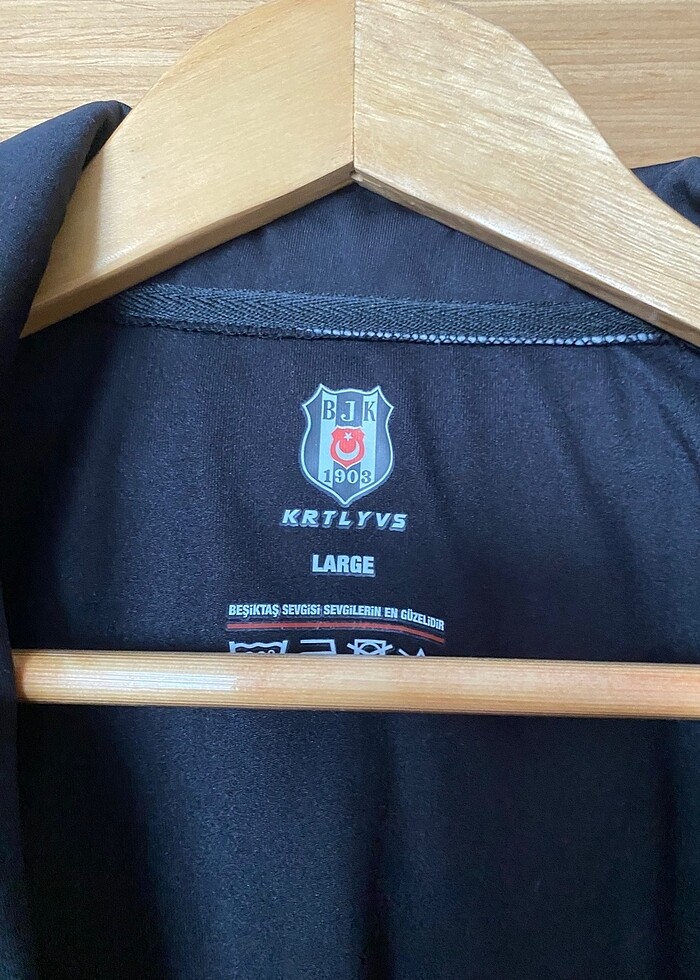 BJK
1903
KRTLYVS
LARGE
BEŞİKTAŞ SEVGİSİ SEVGİLERİN EN GÜZELİDİR